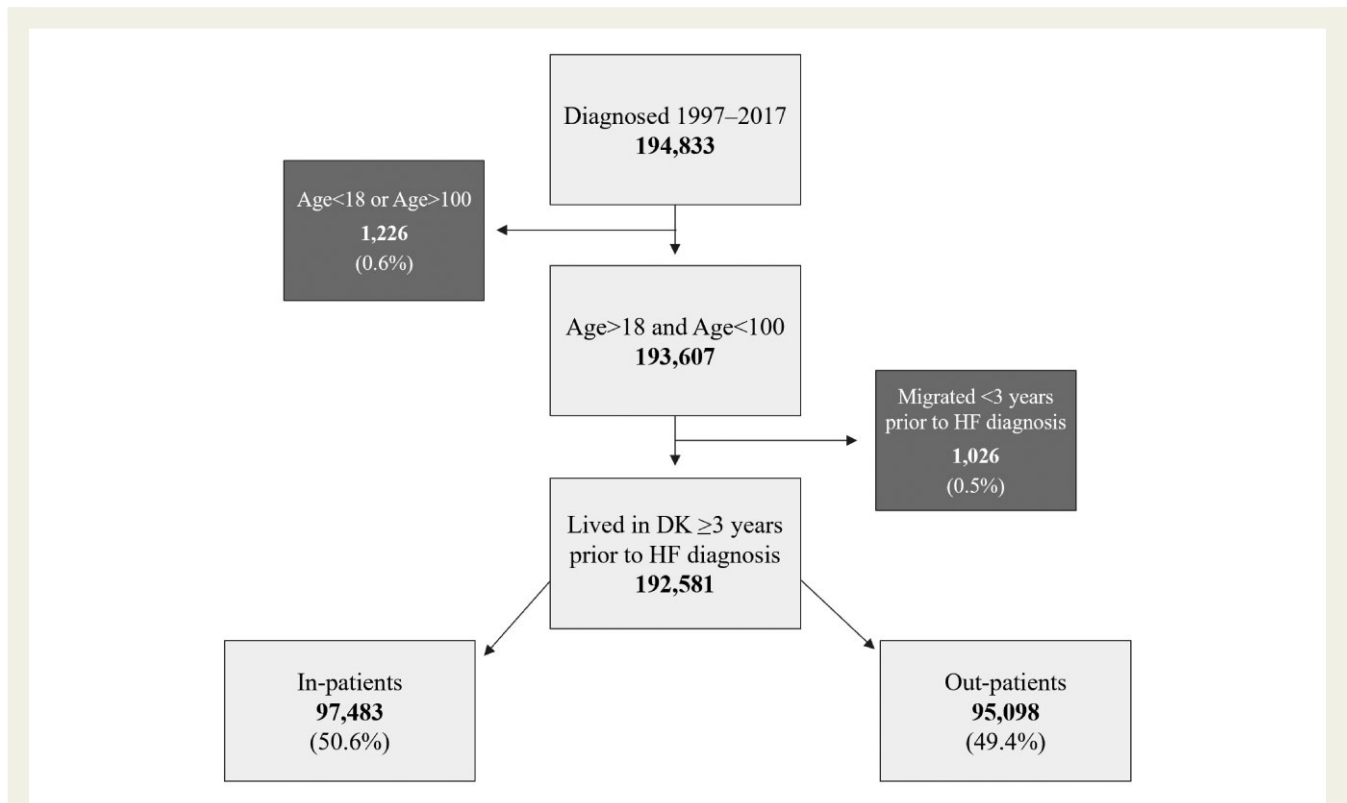 Diagnosed 1997–2017
194,833
Age<18 or Age>100
1,226
(0.6%)
Age>18 and Age<100
193,607
Migrated <3 years
prior to HF diagnosis
1,026
(0.5%)
Lived in DK ≥3 years
prior to HF diagnosis
192,581
In-patients
97,483
(50.6%)
Out-patients
95,098
(49.4%)